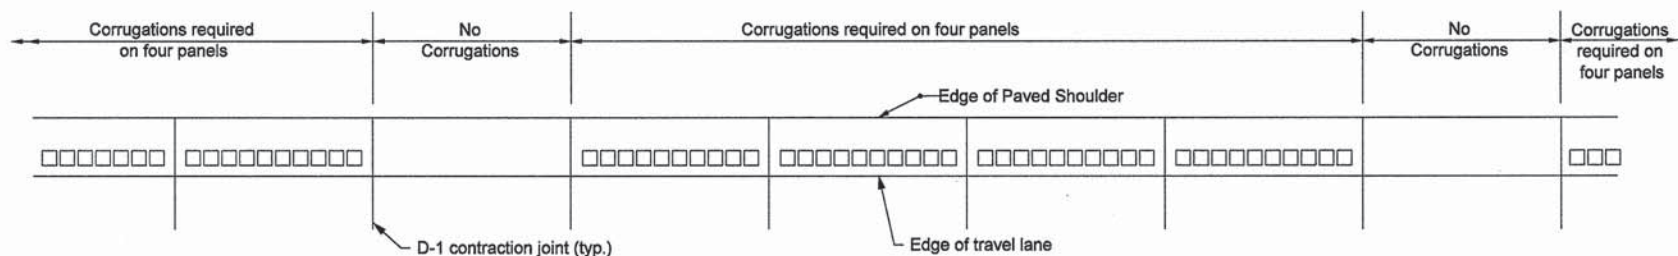 Corrugations required
on four panels
No
Corrugations
Corrugations required on four panels
No
Corrugations
Corrugations
required on
four panels
Edge of Paved Shoulder
D-1 contraction joint (typ.)
Edge of travel lane